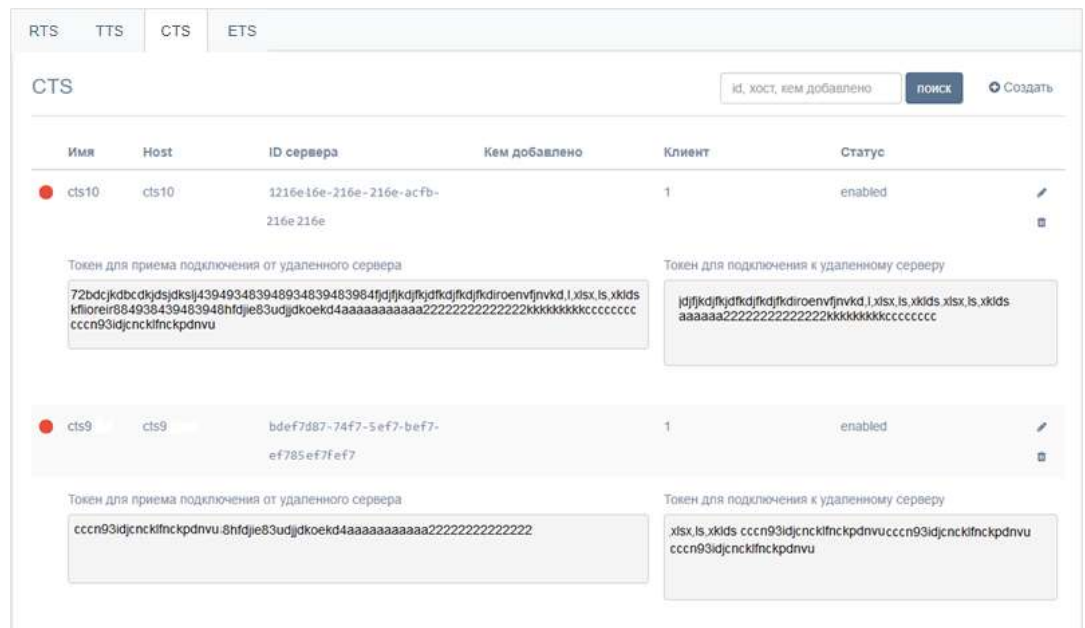 RTS TTS CTS ETS
CTS
id, хост, кем добавлено поиск Создать
Имя Host ID сервера Кем добавлено Клиент Статус
cts10 cts10 1216e16e-216e-216e-acfb- 1 enabled
216e216e
Токен для приема подключения от удаленного сервера Токен для подключения к удаленному серверу
72bdcjkdbcdkjdsjdkslj439493483948934839483984fjdjfjkdjfkjdfkdjfkdjfkdiroenvfjnvkd,l,xlsx,ls,xklds
kflioreir884938439483948hfdjie83udjjdkoekd4aaaaaaaaaaa22222222222222kkkkkkkkkcccccccc
cccn93idjcncklfnckpdnvu
jdjfjkdjfkjdfkdjfkdjfkdiroenvfjnvkd,l,xlsx,ls,xklds.xlsx,ls,xklds
aaaaaa22222222222222kkkkkkkkkcccccccc
cts9 cts9 bdef7d87-74f7-5ef7-bef7- 1 enabled
ef785ef7fef7
Токен для приема подключения от удаленного сервера Токен для подключения к удаленному серверу
cccn93idjcncklfnckpdnvu.8hfdjie83udjjdkoekd4aaaaaaaaaaa22222222222222
,xlsx,ls,xklds cccn93idjcncklfnckpdnvucccn93idjcncklfnckpdnvu
cccn93idjcncklfnckpdnvu